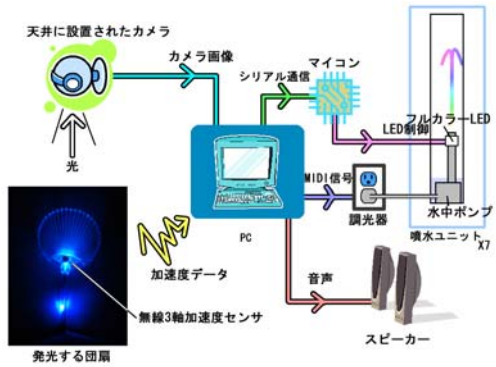 天井に設置されたカメラ
カメラ画像
シリアル通信
マイコン
フルカラーLED
LED制御
光
MIDI信号
調光器
水中ポンプ
噴水ユニット
X7
PC
加速度データ
音声
無線3軸加速度センサ
スピーカー
発光する団扇